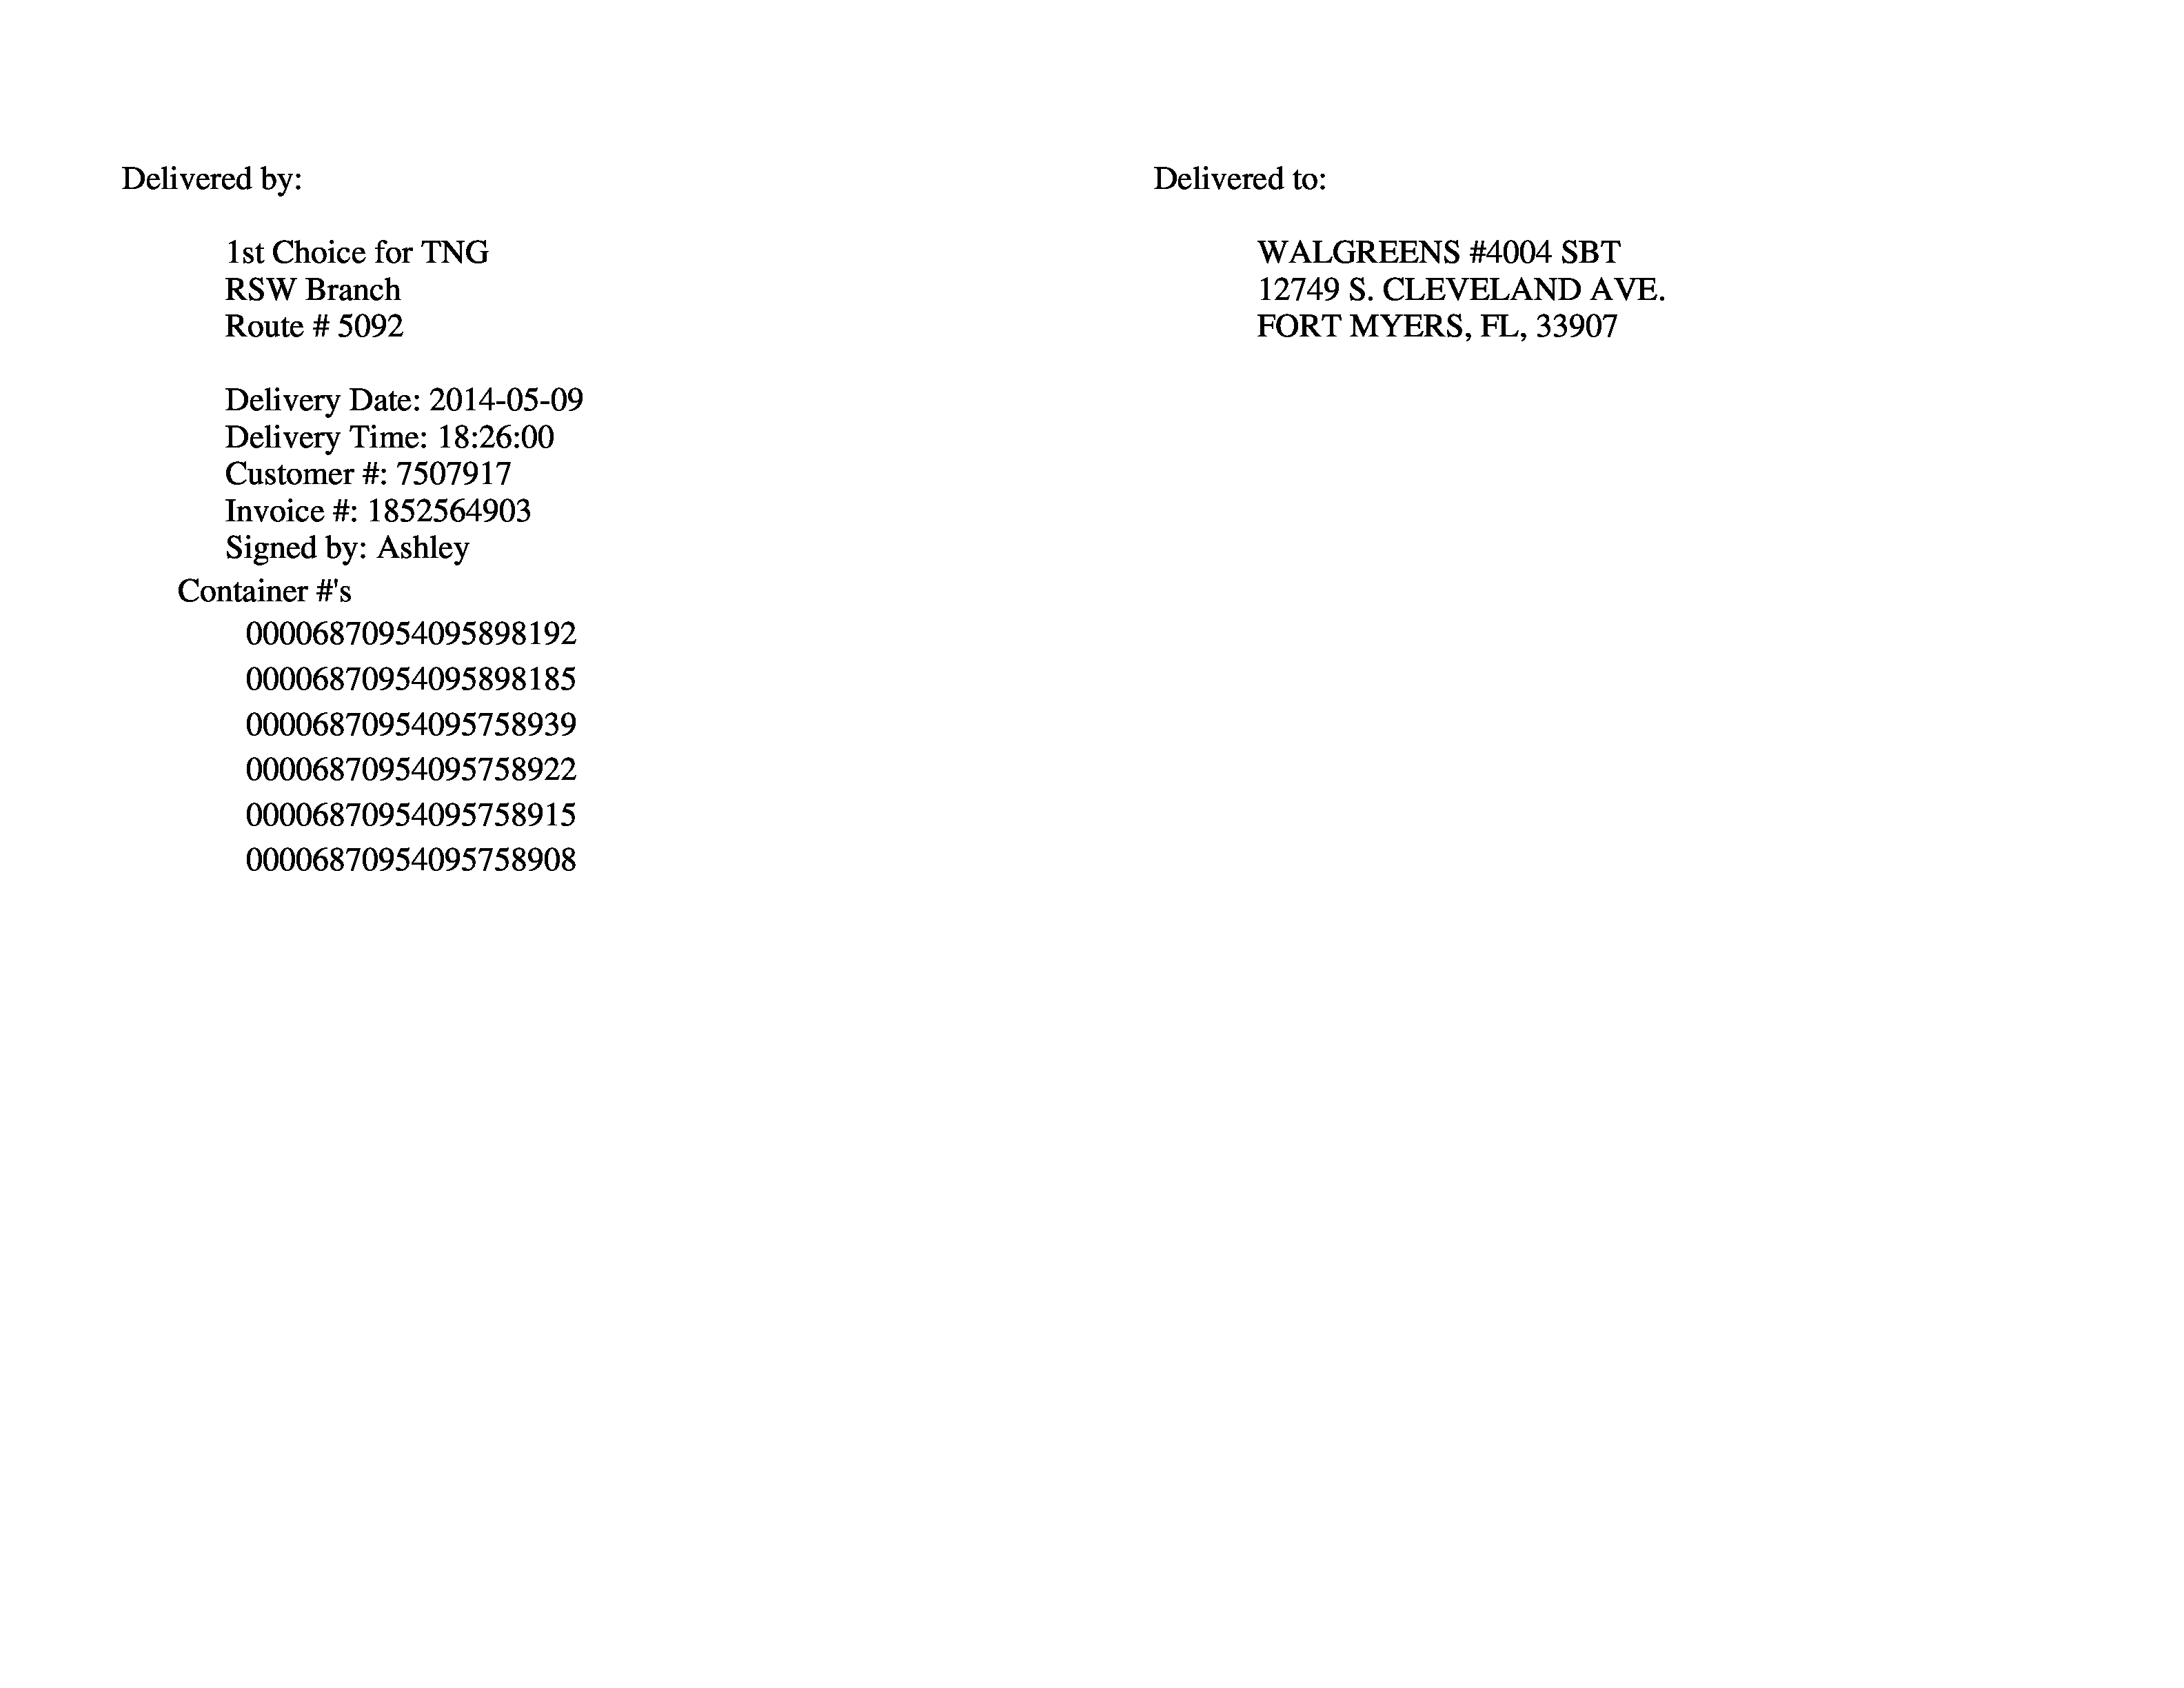 Delivered by:
1st Choice for TNG
RSW Branch
Route # 5092
Delivery Date: 2014-05-09
Delivery Time: 18:26:00
Customer #: 7507917
Invoice #: 1852564903
Signed by: Ashley
Container #'s
00006870954095898192
00006870954095898185
00006870954095758939
00006870954095758922
00006870954095758915
00006870954095758908
Delivered to:
WALGREENS #4004 SBT
12749 S. CLEVELAND AVE.
FORT MYERS, FL, 33907